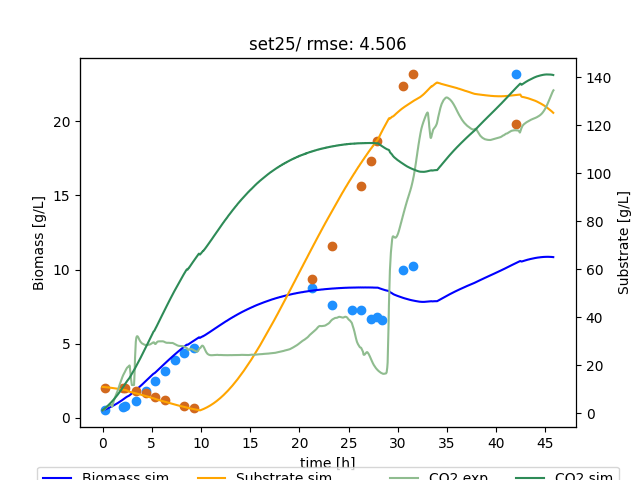 set25/ rmse: 4.506
Biomass [g/L]
20
15
10
5
0
140
120
100
80
60
40
20
0
Substrate [g/L]
0 5 10 15 20 25 30 35 40 45
time [h]
Biomass sim Substrate sim CO2 exp CO2 sim